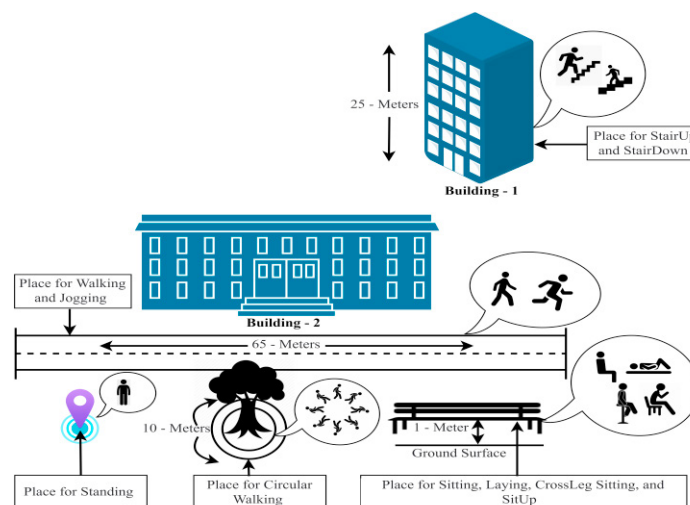 25 - Meters
Place for StairUp
and StairDown
Building - 1
Place for Walking
and Jogging
Building - 2
65 - Meters
10 - Meters
1 - Meter
Ground Surface
Place for Standing
Place for Circular
Walking
Place for Sitting, Laying, CrossLeg Sitting, and
SitUp